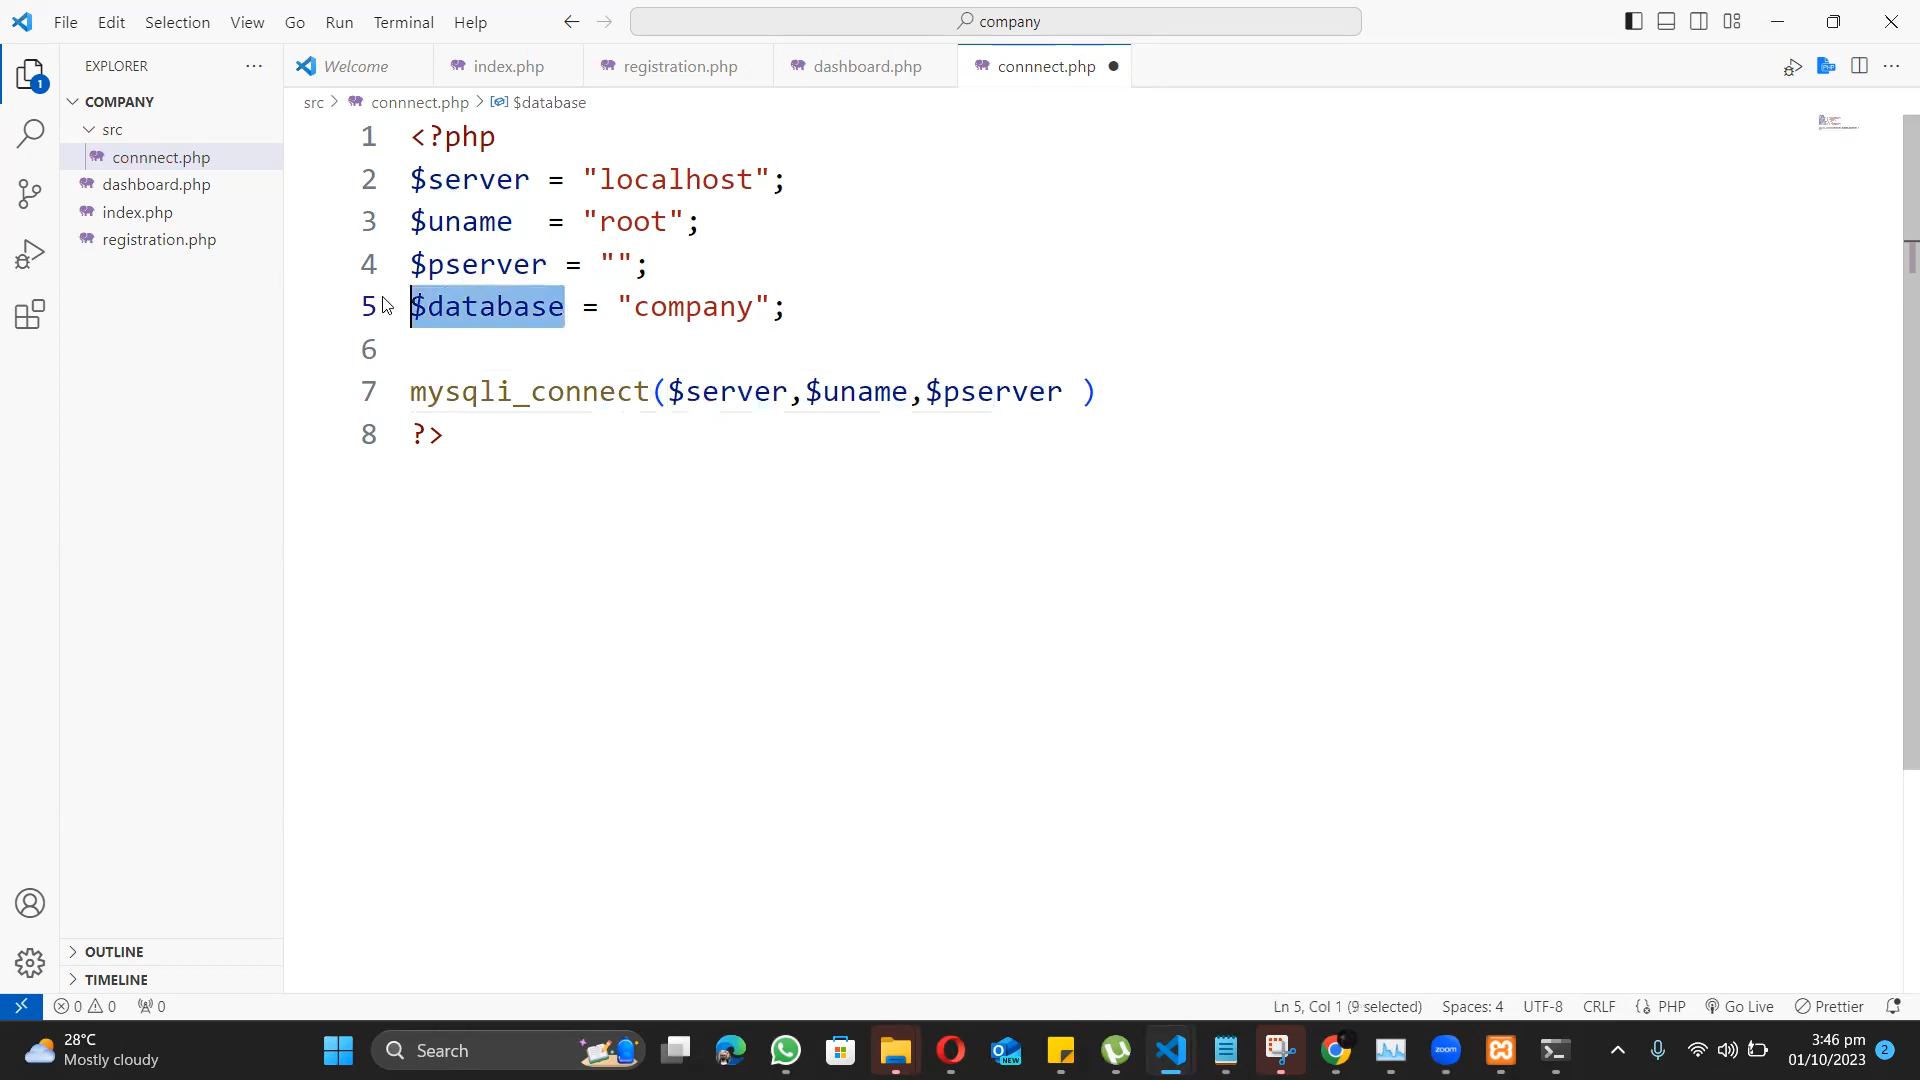 File Edit Selection View Go Run Terminal Help
company
EXPLORER
COMPANY
src
connnect.php
dashboard.php
index.php
registration.php
OUTLINE
TIMELINE
Welcome
index.php
registration.php
dashboard.php
connnect.php
src > connnect.php > $database
1 <?php
2 $server = "localhost";
3 $uname = "root";
4 $pserver = "";
5 $database = "company";
6
7 mysqli_connect($server,$uname,$pserver )
8 ?>
0 0 0
Ln 5, Col 1 (9 selected) Spaces: 4 UTF-8 CRLF PHP Go Live Prettier
28°C
Mostly cloudy
Search
NEW
zoom
3:46 pm
01/10/2023
2
1